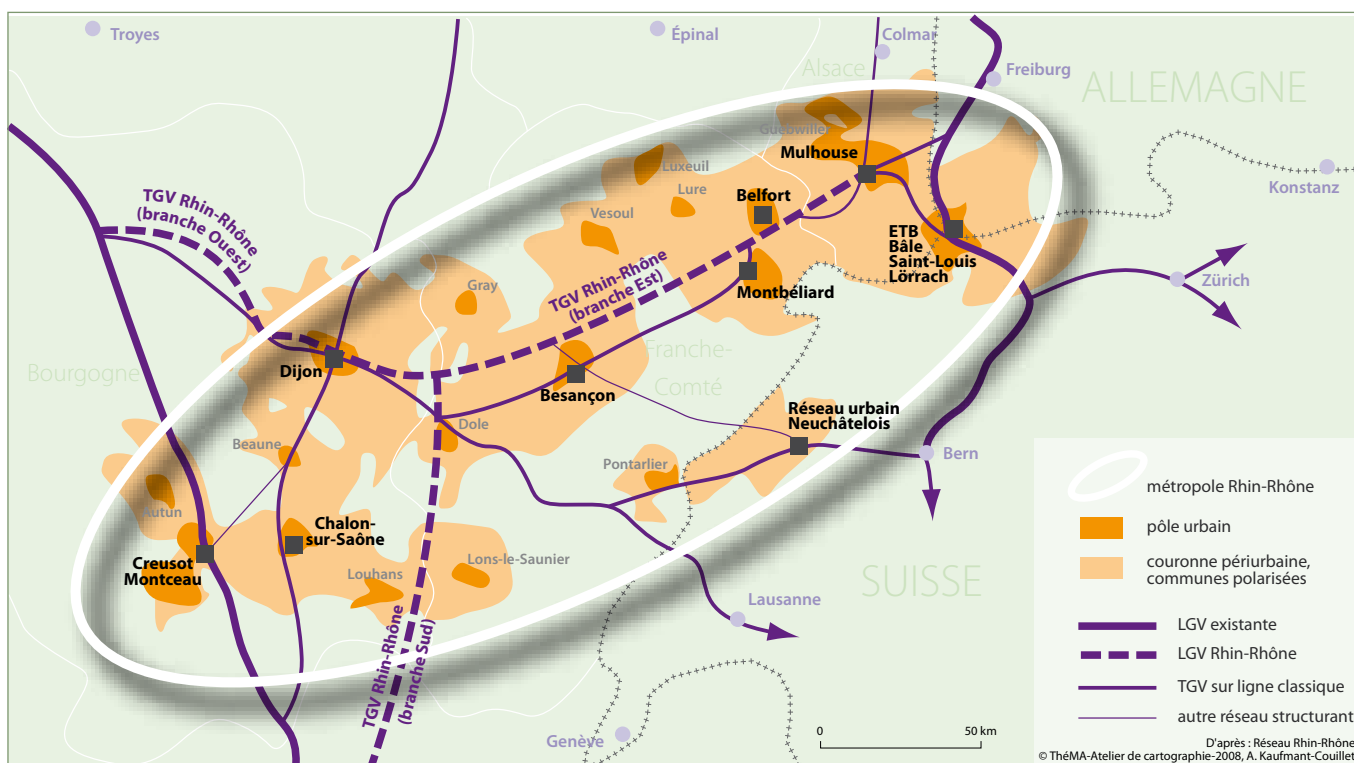 Troyes
Épinal
Colmar
Alsace
Freiburg
ALLEMAGNE
Guebwiller
Mulhouse
Luxeuil
Konstanz
TGV Rhin-Rhône
(branche Ouest)
Lure
Belfort
Vesoul
ETB
Bâle
Saint-Louis
Lörrach
TGV Rhin-Rhône
(branche Est)
Gray
Montbéliard
Zürich
Bourgogne
Dijon
Franche-
Comté
Besançon
Réseau urbain
Neuchâtelois
Beaune
Dole
Pontarlier
Bern
Autun
Chalon-
sur-Saône
Creusot
Montceau
Louhans
Lons-le-Saunier
SUISSE
Lausanne
TGV Rhin-Rhône
(branche Sud)
Genève
0
50 km
métropole Rhin-Rhône
pôle urbain
couronne périurbaine,
communes polarisées
LGV existante
LGV Rhin-Rhône
TGV sur ligne classique
autre réseau structurant
D'après : Réseau Rhin-Rhône
© ThéMA-Atelier de cartographie-2008, A. Kaufmant-Couillet